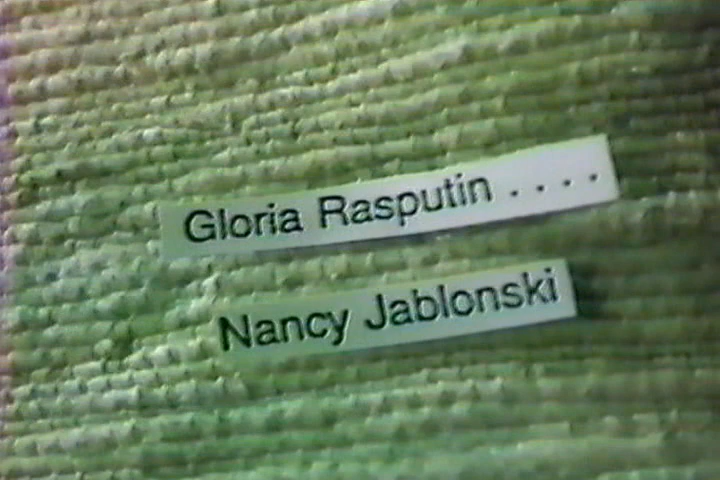 Gloria Rasputin . . . .
Nancy Jablonski